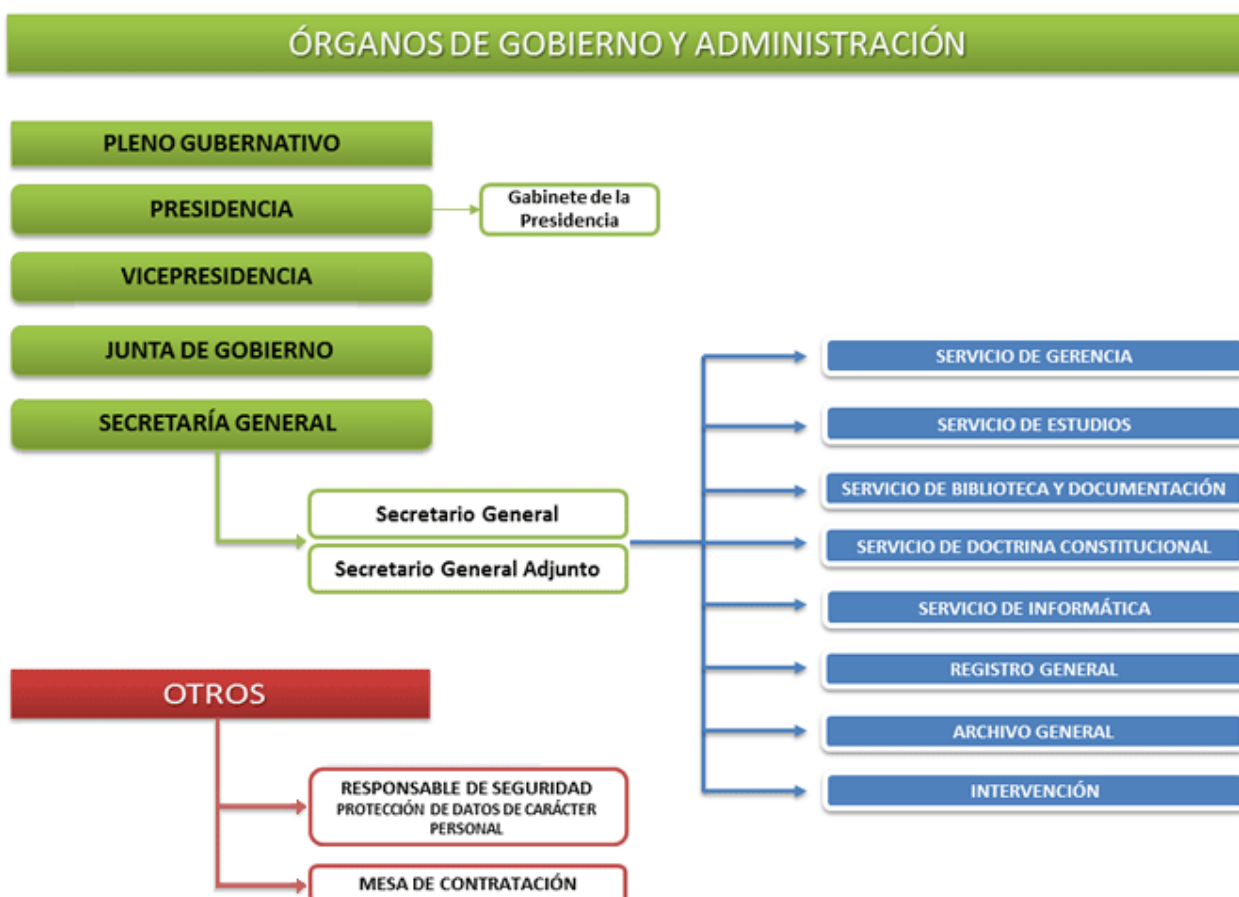 ÓRGANOS DE GOBIERNO Y ADMINISTRACIÓN
PLENO GUBERNATIVO
PRESIDENCIA
Gabinete de la
Presidencia
VICEPRESIDENCIA
JUNTA DE GOBIERNO
SECRETARÍA GENERAL
Secretario General
Secretario General Adjunto
SERVICIO DE GERENCIA
SERVICIO DE ESTUDIOS
SERVICIO DE BIBLIOTECA Y DOCUMENTACIÓN
SERVICIO DE DOCTRINA CONSTITUCIONAL
SERVICIO DE INFORMÁTICA
REGISTRO GENERAL
ARCHIVO GENERAL
INTERVENCIÓN
OTROS
RESPONSABLE DE SEGURIDAD
PROTECCIÓN DE DATOS DE CARÁCTER
PERSONAL
MESA DE CONTRATACIÓN